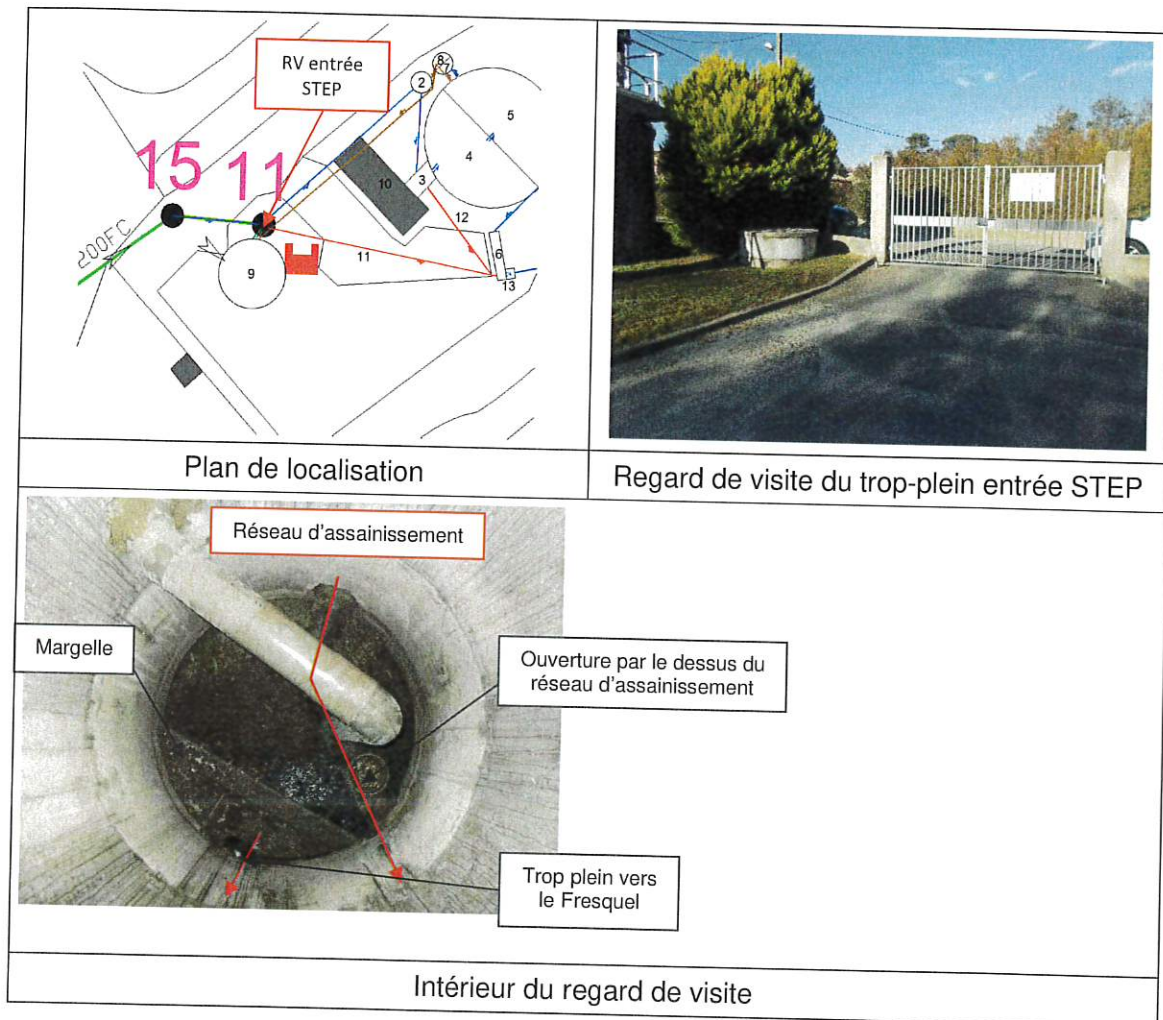 RV entrée
STEP
15
11
200FC
2
8
7
5
4
10
3
12
6
9
11
13
Plan de localisation
Regard de visite du trop-plein entrée STEP
Réseau d'assainissement
Margelle
Ouverture par le dessus du
réseau d'assainissement
Trop plein vers
le Fresquel
Intérieur du regard de visite